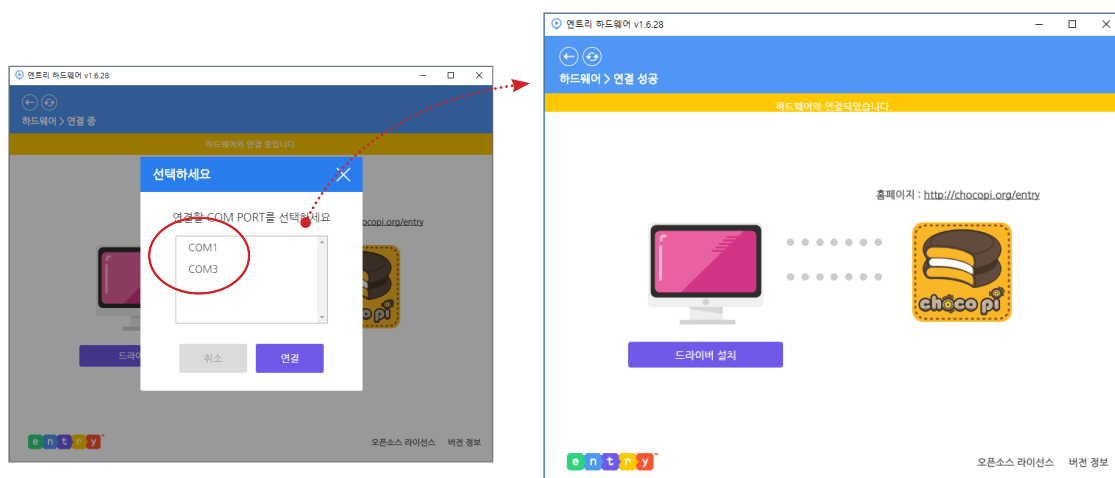 엔트리 하드웨어 v1.6.28
하드웨어 > 연결 중
하드웨어와 연결 중입니다.
선택하세요
연결할 COM PORT를 선택하세요
COM1
COM3
취소
연결
ocopi.org/entry
o pi
드라이
entry
오픈소스 라이선스 버전 정보
엔트리 하드웨어 v1.6.28
하드웨어 > 연결 성공
하드웨어와 연결되었습니다.
홈페이지 : http://chocopi.org/entry
choco pi
드라이버 설치
entry
오픈소스 라이선스 버전 정보